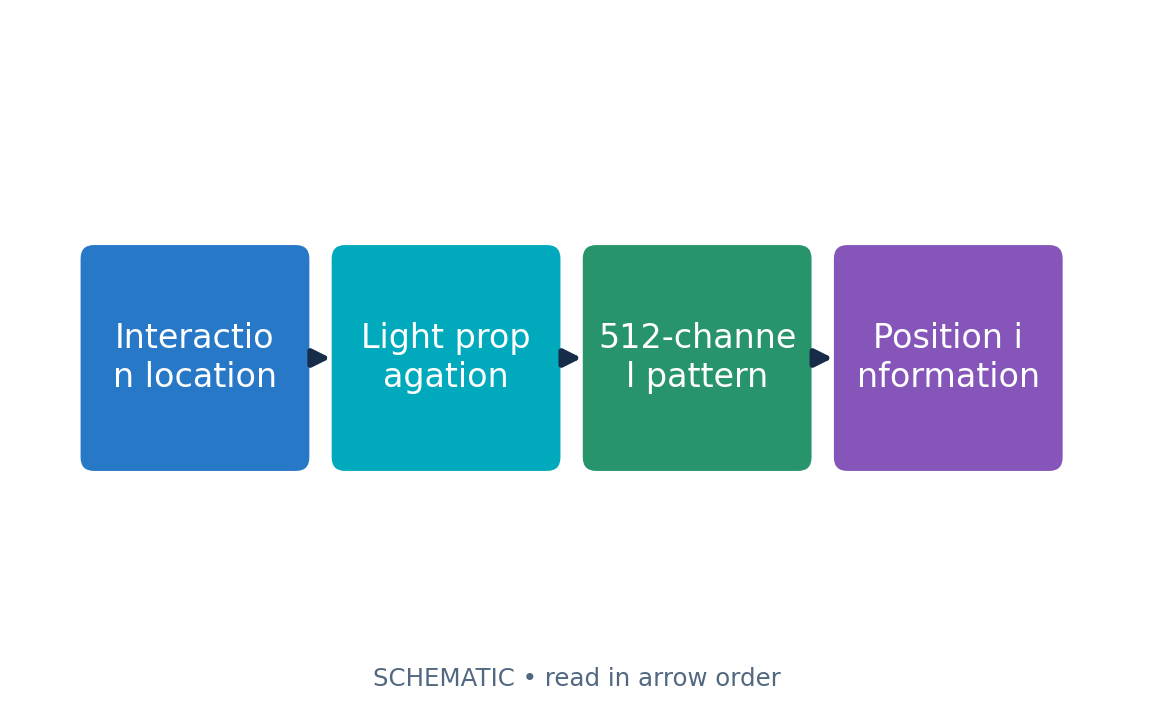 Interactio
n location
Light prop
agation
512-channe
l pattern
Position i
nformation
SCHEMATIC • read in arrow order